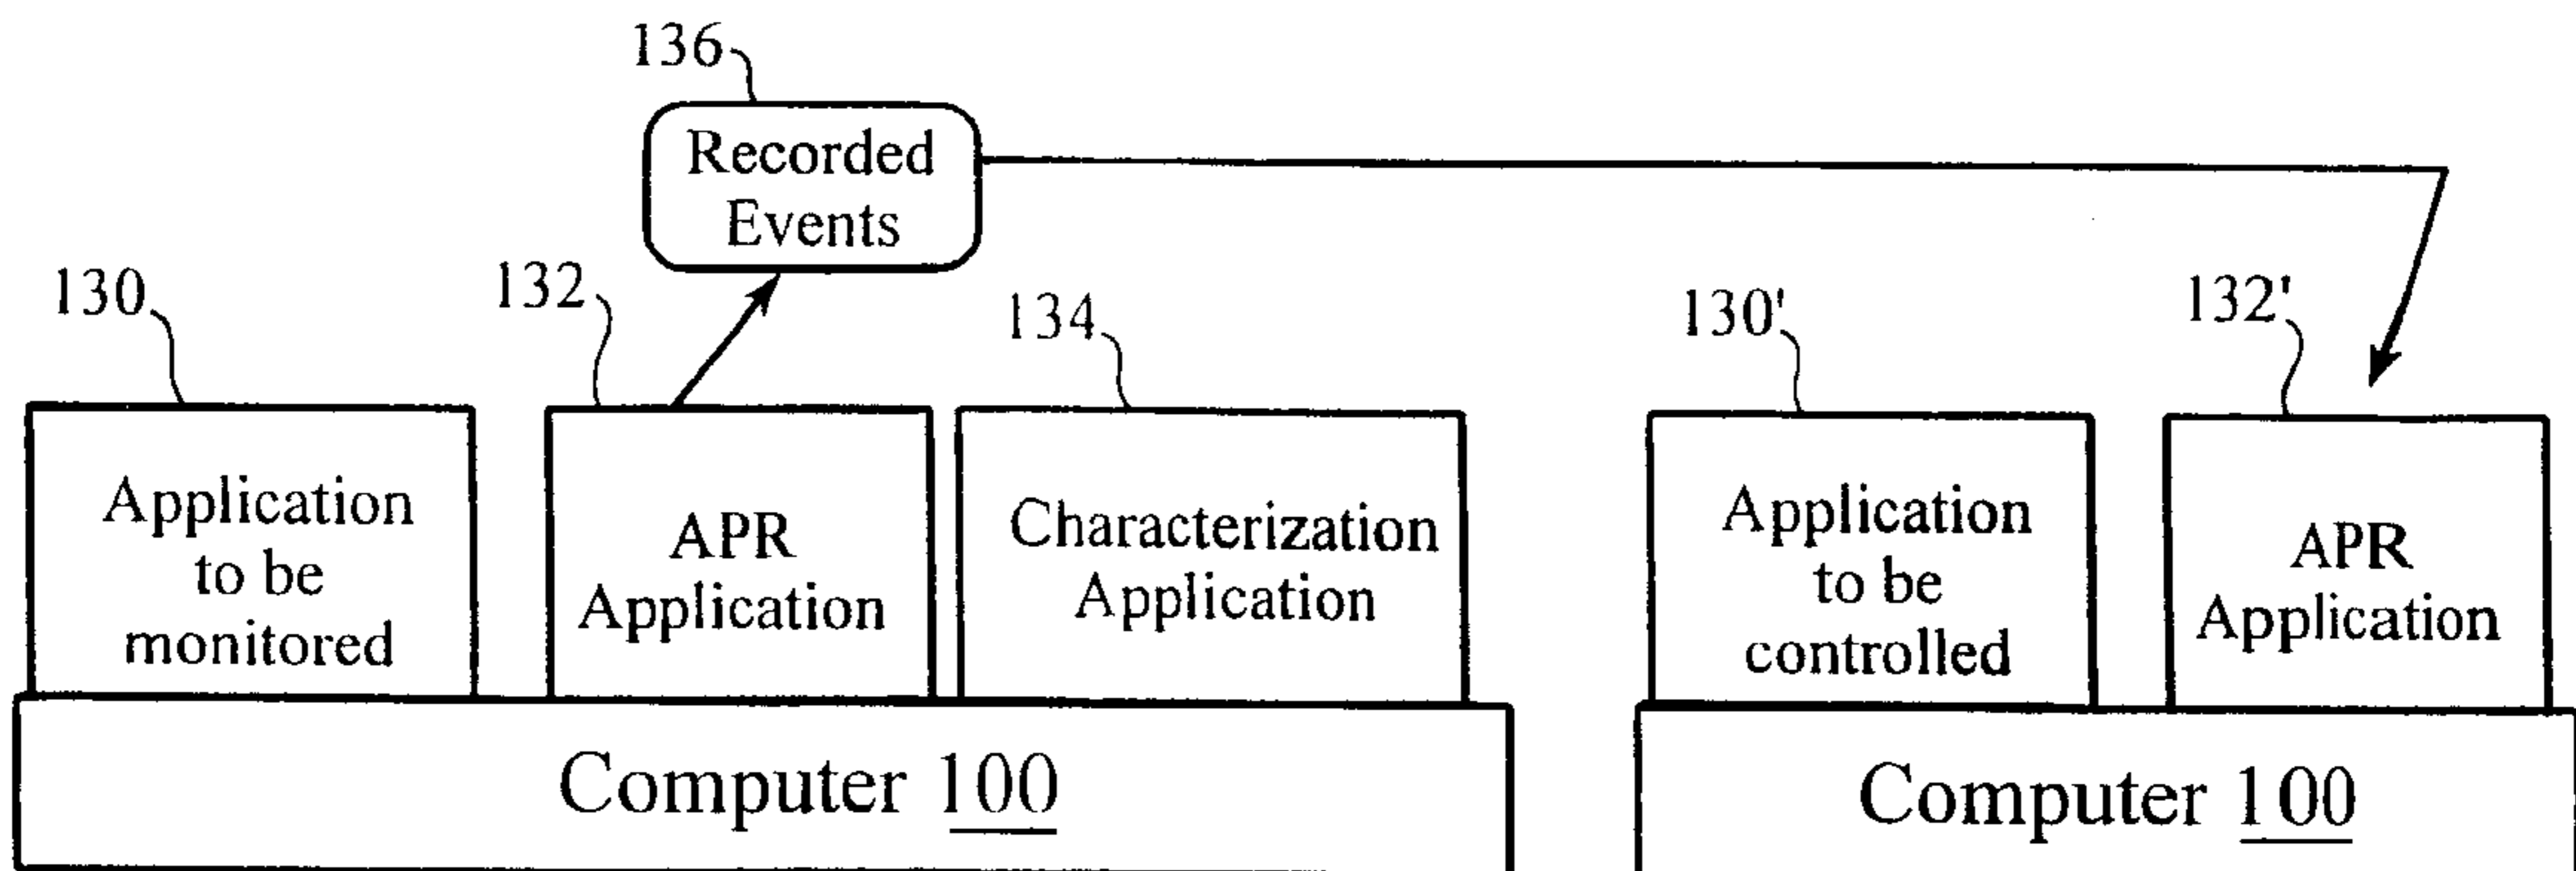 136
Recorded
Events
130
132
134
130'
132'
Application
to be
monitored
APR
Application
Characterization
Application
Application
to be
controlled
APR
Application
Computer 100
Computer 100